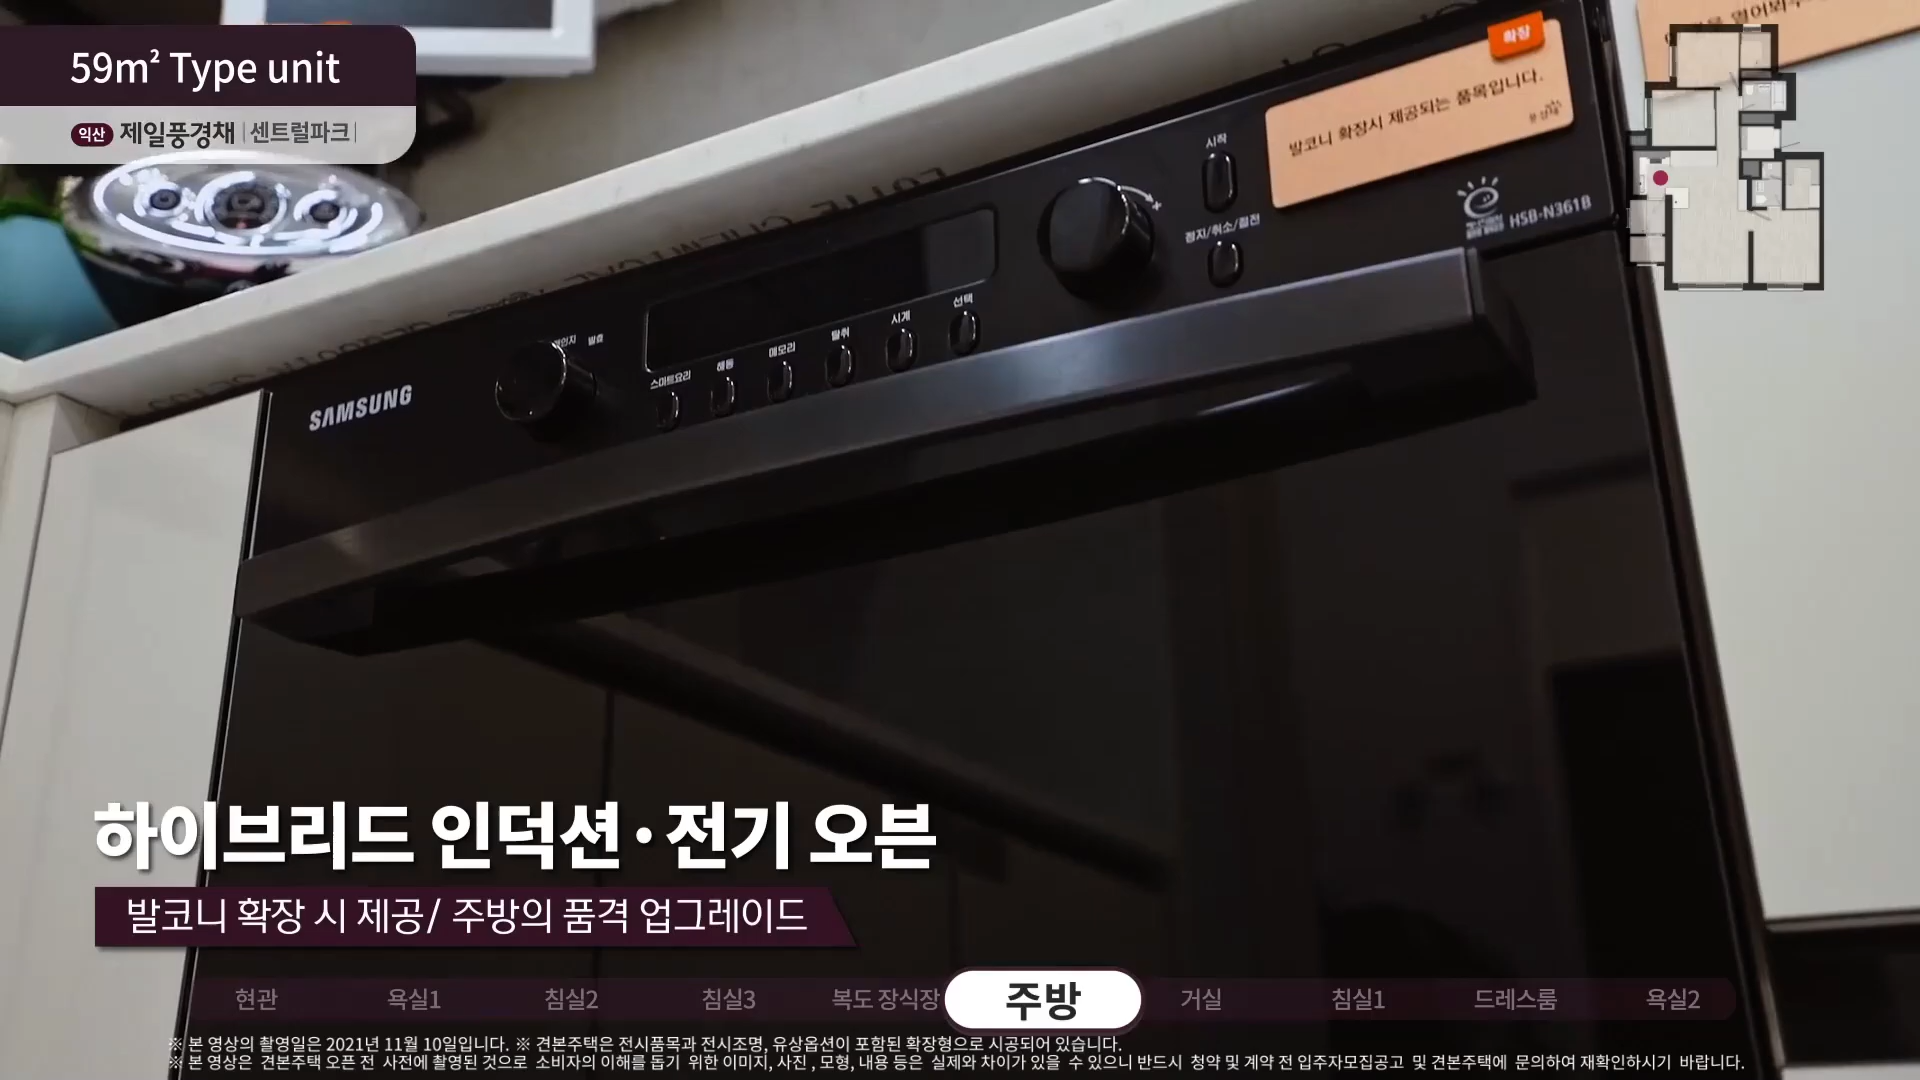 59m² Type unit
익산 제일풍경채 센트럴파크
확장
발코니 확장시 제공되는 품목입니다.
시작
정지/취소/절전
HSB-N361B
선택
시계
탈취
메모리
해동
스마트요리
발효
SAMSUNG
하이브리드 인덕션·전기 오븐
발코니 확장 시 제공/ 주방의 품격 업그레이드
현관 욕실1 침실2 침실3 복도 장식장 주방 거실 침실1 드레스룸 욕실2
※ 본 영상의 촬영일은 2021년 11월 10일입니다. ※ 견본주택은 전시품목과 전시조명, 유상옵션이 포함된 확장형으로 시공되어 있습니다.
※ 본 영상은 견본주택 오픈 전 사전에 촬영된 것으로 소비자의 이해를 돕기 위한 이미지, 사진, 모형, 내용 등은 실제와 차이가 있을 수 있으니 반드시 청약 및 계약 전 입주자모집공고 및 견본주택에 문의하여 재확인하시기 바랍니다.